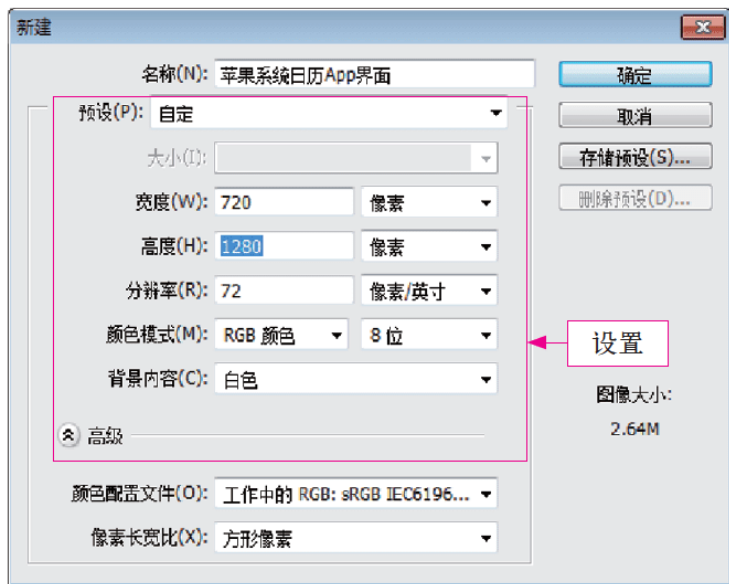 新建
名称(N): 苹果系统日历App界面
确定
预设(P): 自定
取消
大小(I):
存储预设(S)...
宽度(W): 720 像素
删除预设(D)...
高度(H): 1280 像素
分辨率(R): 72 像素/英寸
颜色模式(M): RGB 颜色 8 位
设置
背景内容(C): 白色
图像大小:
2.64M
高级
颜色配置文件(O): 工作中的 RGB: sRGB IEC6196...
像素长宽比(X): 方形像素